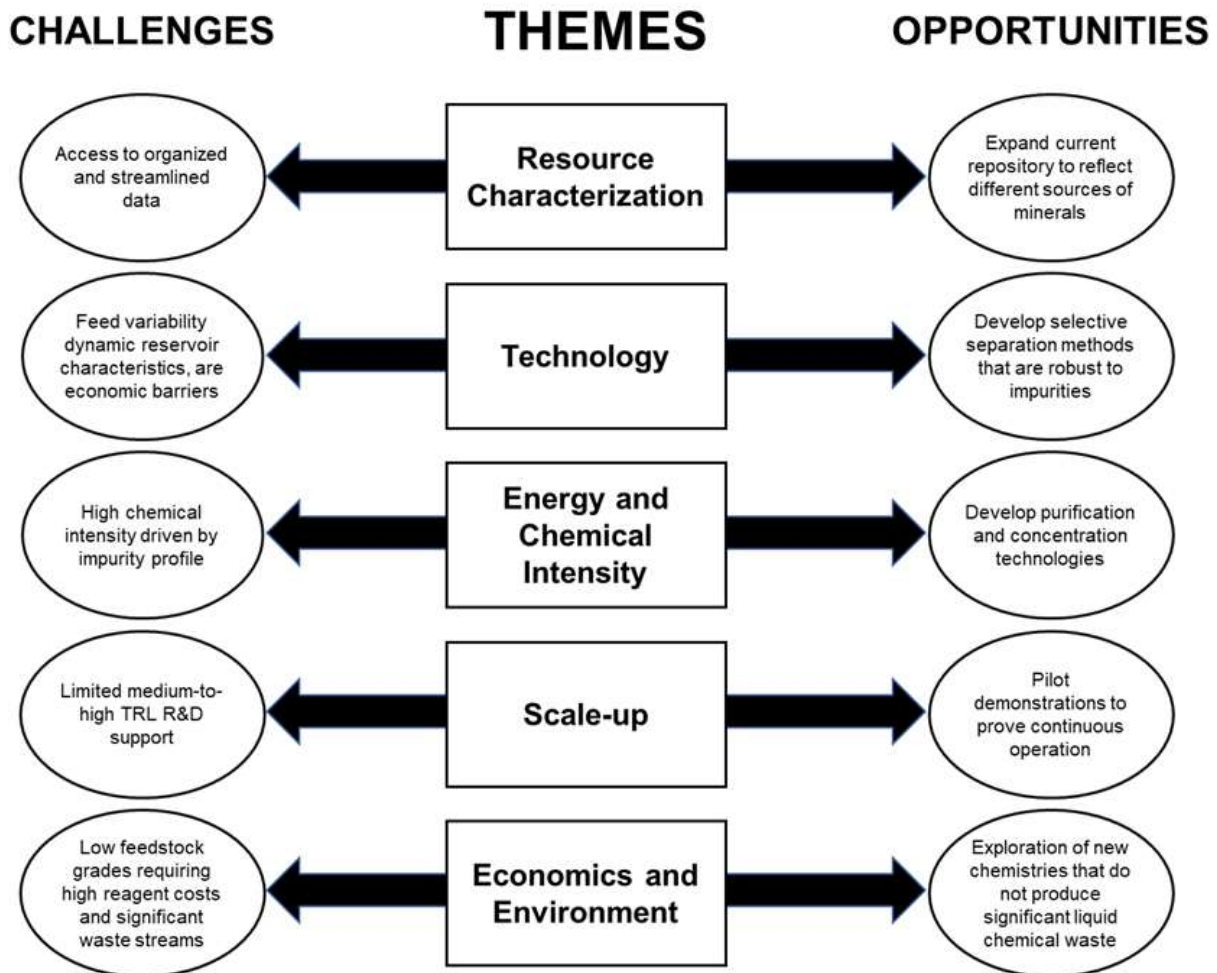 CHALLENGES
THEMES
OPPORTUNITIES
Access to organized
and streamlined
data
Resource
Characterization
Expand current
repository to reflect
different sources of
minerals
Feed variability
dynamic reservoir
characteristics, are
economic barriers
Technology
Develop selective
separation methods
that are robust to
impurities
High chemical
intensity driven by
impurity profile
Energy and
Chemical
Intensity
Develop purification
and concentration
technologies
Limited medium-to-
high TRL R&D
support
Scale-up
Pilot
demonstrations to
prove continuous
operation
Low feedstock
grades requiring
high reagent costs
and significant
waste streams
Economics and
Environment
Exploration of new
chemistries that do
not produce
significant liquid
chemical waste